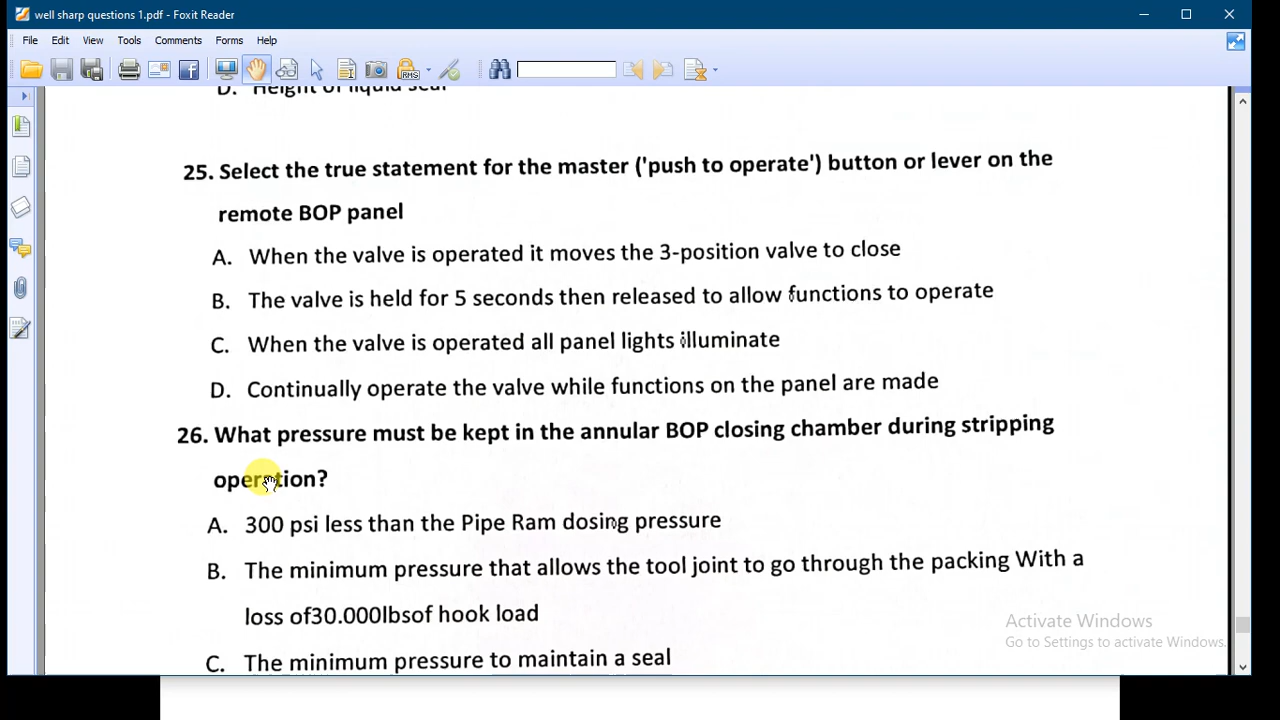 well sharp questions 1.pdf - Foxit Reader
File Edit View Tools Comments Forms Help
D. Height of liquid seal
25. Select the true statement for the master ('push to operate') button or lever on the
remote BOP panel
A. When the valve is operated it moves the 3-position valve to close
B. The valve is held for 5 seconds then released to allow functions to operate
C. When the valve is operated all panel lights illuminate
D. Continually operate the valve while functions on the panel are made
26. What pressure must be kept in the annular BOP closing chamber during stripping
operation?
A. 300 psi less than the Pipe Ram dosing pressure
B. The minimum pressure that allows the tool joint to go through the packing With a
loss of30.000lbsof hook load
C. The minimum pressure to maintain a seal
Activate Windows
Go to Settings to activate Windows.